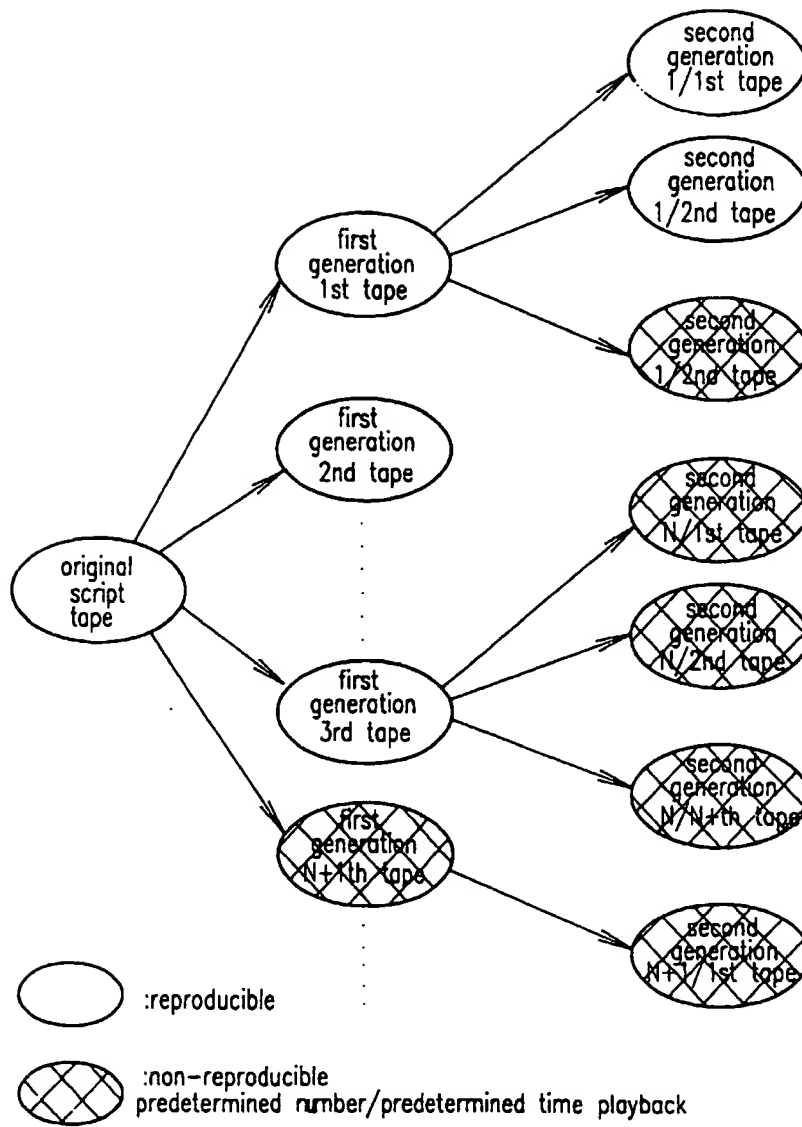 second
generation
1/1st tape
second
generation
1/2nd tape
second
generation
1/2nd tape
first
generation
1st tape
first
generation
2nd tape
original
script
tape
first
generation
3rd tape
first
generation
N+1th tape
second
generation
N/1st tape
second
generation
N/2nd tape
second
generation
N/N+th tape
second
generation
N+1/1st tape
:reproducible
:non-reproducible
predetermined number/predetermined time playback